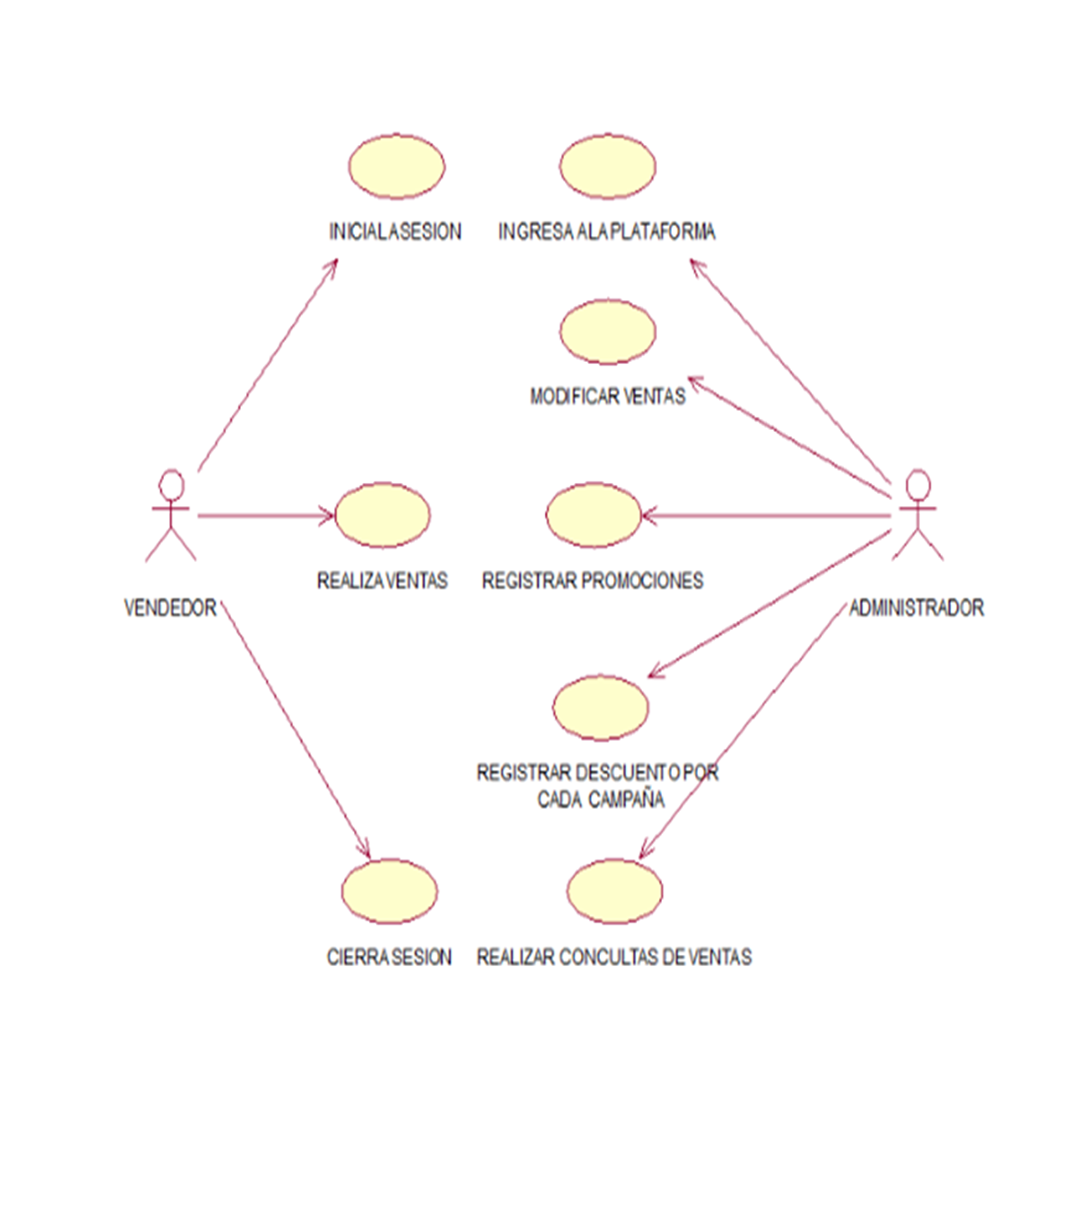 INICIA LA SESION
INGRESA A LA PLATAFORMA
MODIFICAR VENTAS
REALIZA VENTAS
REGISTRAR PROMOCIONES
VENDEDOR
ADMINISTRADOR
REGISTRAR DESCUENTO POR
CADA CAMPAÑA
CIERRA SESION
REALIZAR CONCULTAS DE VENTAS